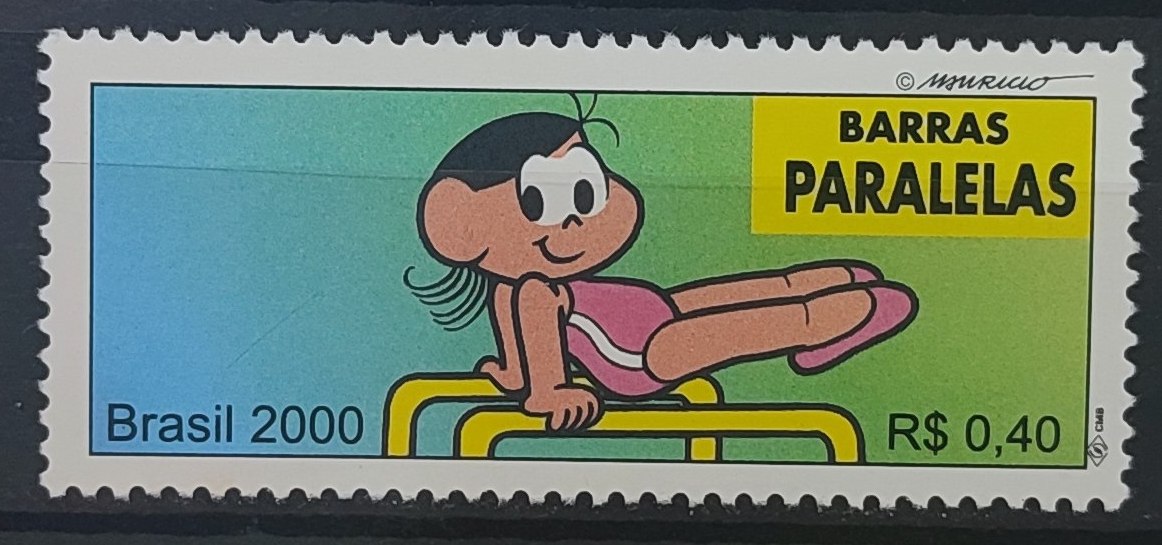 © MAURICIO
BARRAS
PARALELAS
Brasil 2000
R$ 0,40
CMB